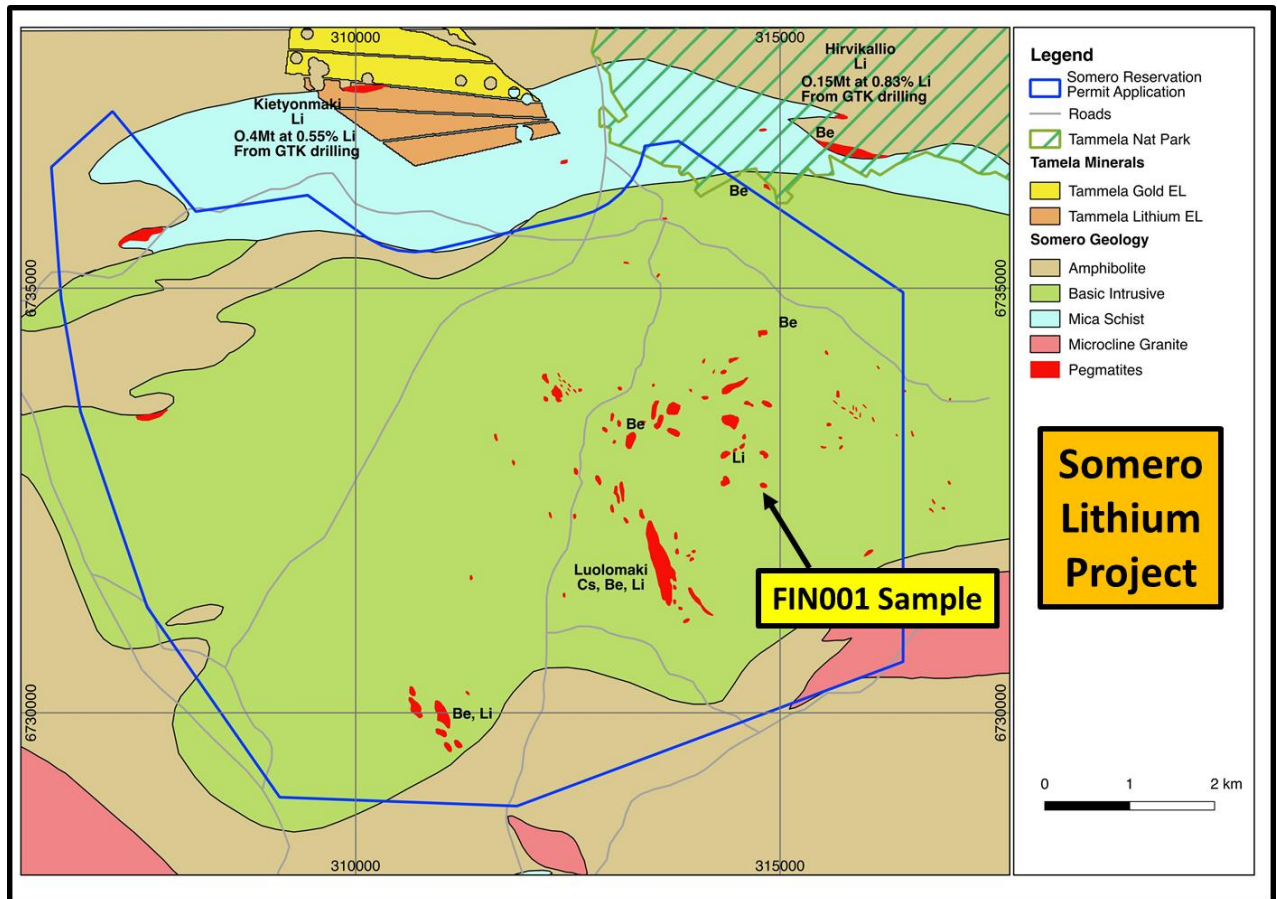 310000
315000
Hirvikallio
Li
O.15Mt at 0.83% Li
From GTK drilling
Be
Kietyonmaki
Li
O.4Mt at 0.55% Li
From GTK drilling
Be
6735000
6735000
Be
Be
Li
Luolomaki
Cs, Be, Li
FIN001 Sample
Be, Li
6730000
6730000
310000
315000
Legend
Somero Reservation
Permit Application
Roads
Tammela Nat Park
Tamela Minerals
Tammela Gold EL
Tammela Lithium EL
Somero Geology
Amphibolite
Basic Intrusive
Mica Schist
Microcline Granite
Pegmatites
Somero
Lithium
Project
0 1 2 km